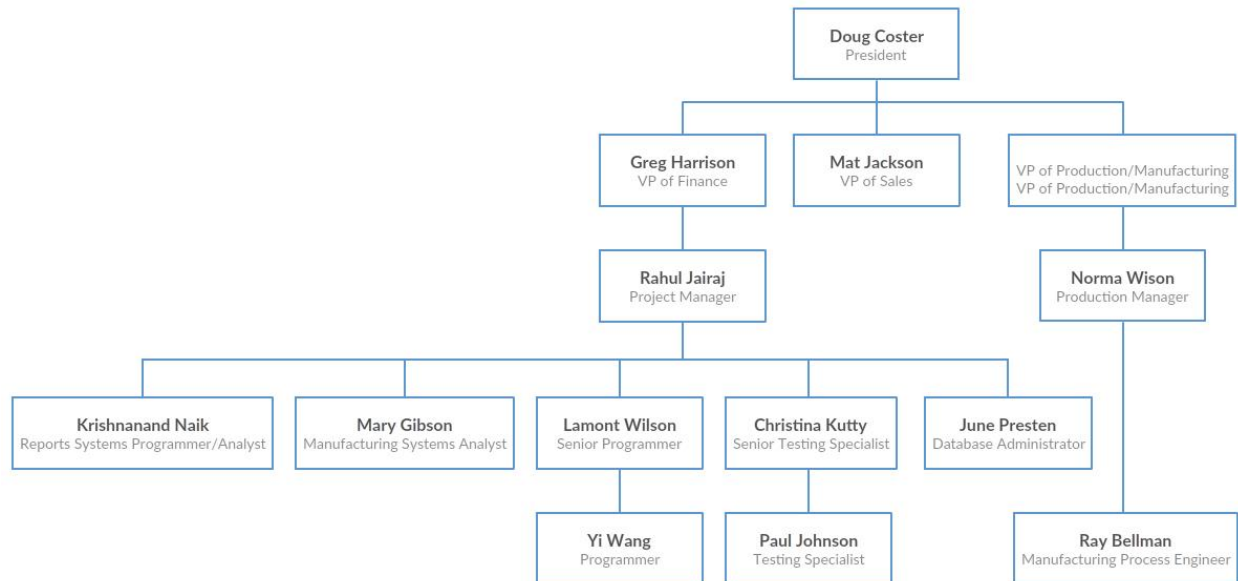 Doug Coster
President
Greg Harrison
VP of Finance
Mat Jackson
VP of Sales
VP of Production/Manufacturing
VP of Production/Manufacturing
Rahul Jairaj
Project Manager
Norma Wison
Production Manager
Krishnanand Naik
Reports Systems Programmer/Analyst
Mary Gibson
Manufacturing Systems Analyst
Lamont Wilson
Senior Programmer
Christina Kutty
Senior Testing Specialist
June Presten
Database Administrator
Yi Wang
Programmer
Paul Johnson
Testing Specialist
Ray Bellman
Manufacturing Process Engineer